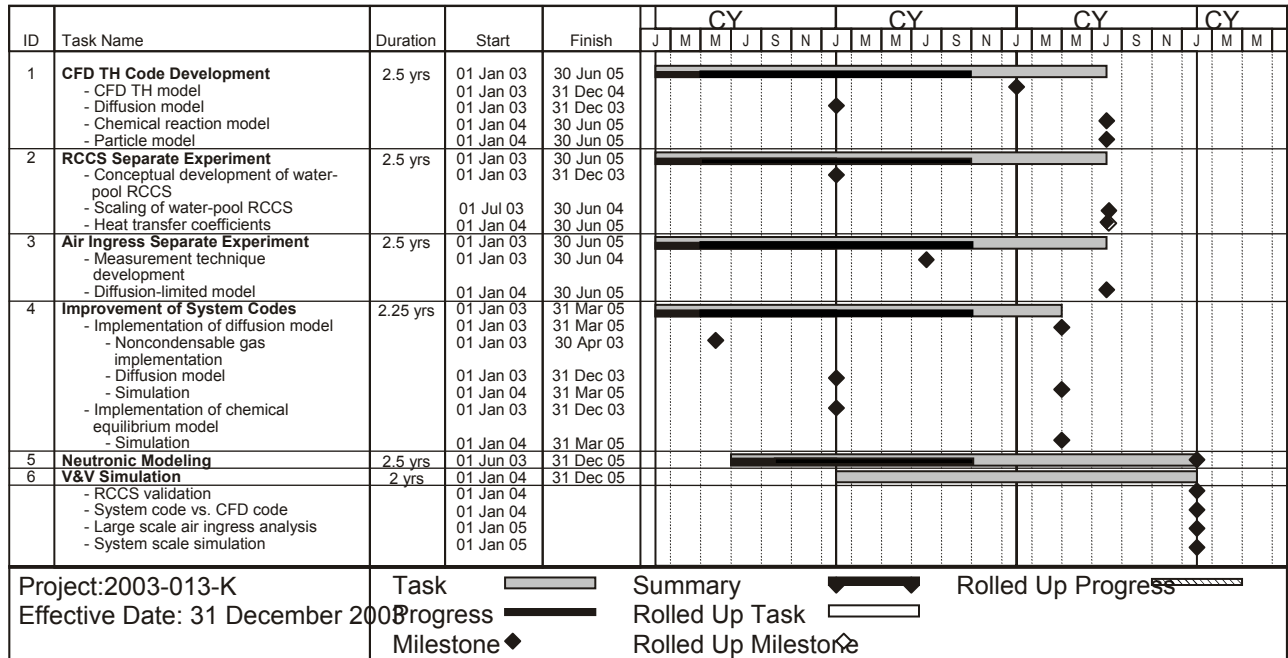 CY CY CY CY
ID Task Name Duration Start Finish J M M J S N J M M J S N J M M J S N J M M
1 CFD TH Code Development 2.5 yrs 01 Jan 03 30 Jun 05
- CFD TH model 01 Jan 03 31 Dec 04
- Diffusion model 01 Jan 03 31 Dec 03
- Chemical reaction model 01 Jan 04 30 Jun 05
- Particle model 01 Jan 04 30 Jun 05
2 RCCS Separate Experiment 2.5 yrs 01 Jan 03 30 Jun 05
- Conceptual development of water- 01 Jan 03 31 Dec 03
pool RCCS
- Scaling of water-pool RCCS 01 Jul 03 30 Jun 04
- Heat transfer coefficients 01 Jan 04 30 Jun 05
3 Air Ingress Separate Experiment 2.5 yrs 01 Jan 03 30 Jun 05
- Measurement technique 01 Jan 03 30 Jun 04
development
- Diffusion-limited model 01 Jan 04 30 Jun 05
4 Improvement of System Codes 2.25 yrs 01 Jan 03 31 Mar 05
- Implementation of diffusion model 01 Jan 03 31 Mar 05
- Noncondensable gas 01 Jan 03 30 Apr 03
implementation
- Diffusion model 01 Jan 03 31 Dec 03
- Simulation 01 Jan 04 31 Mar 05
- Implementation of chemical 01 Jan 03 31 Dec 03
equilibrium model
- Simulation 01 Jan 04 31 Mar 05
5 Neutronic Modeling 2.5 yrs 01 Jun 03 31 Dec 05
6 V&V Simulation 2 yrs 01 Jan 04 31 Dec 05
- RCCS validation 01 Jan 04
- System code vs. CFD code 01 Jan 04
- Large scale air ingress analysis 01 Jan 05
- System scale simulation 01 Jan 05
Project:2003-013-K Task Summary Rolled Up Progress
Effective Date: 31 December 2003 Progress Rolled Up Task
Milestone Rolled Up Milestone